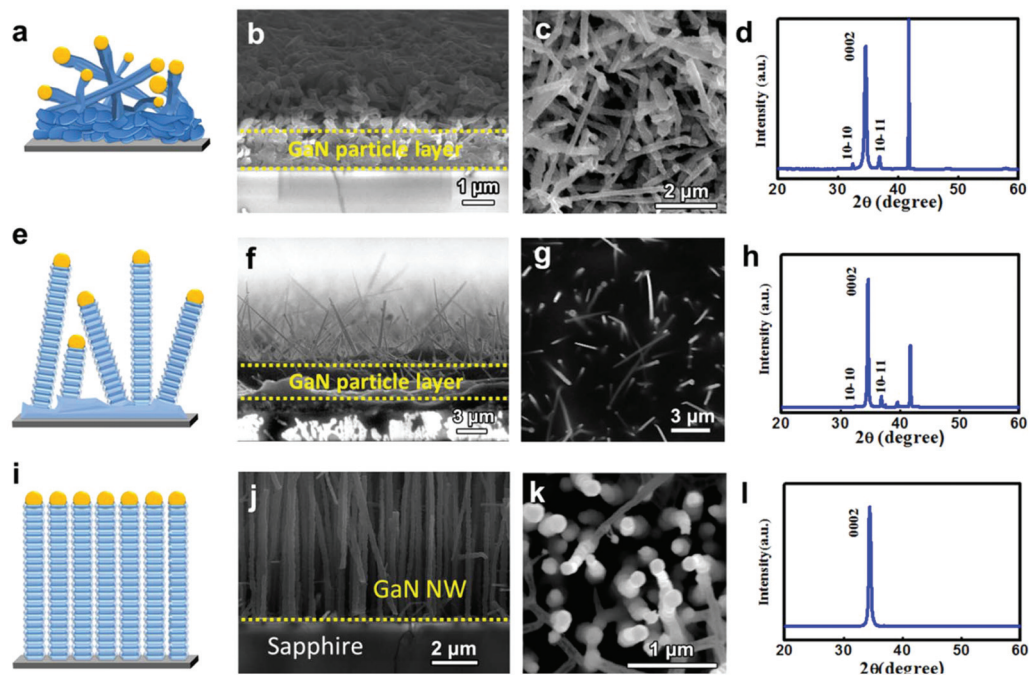 a
b
GaN particle layer
1 µm
c
2 µm
d
Intensity (a.u.)
0002
10-10
10-11
20 30 40 50 60
2θ (degree)
e
f
GaN particle layer
3 µm
g
3 µm
h
Intensity (a.u.)
0002
10-10
10-11
20 30 40 50 60
2θ (degree)
i
j
GaN NW
Sapphire
2 µm
k
1 µm
l
Intensity(a.u.)
0002
20 30 40 50 60
2θ(degree)